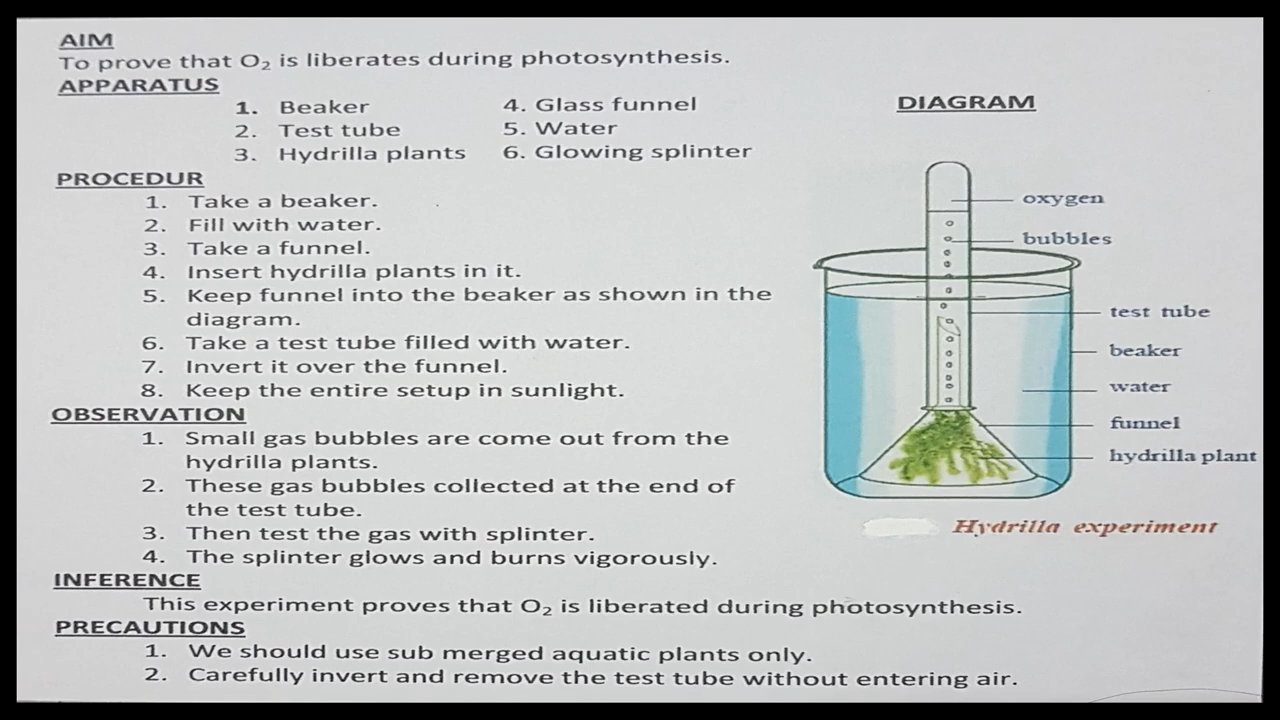 AIM
To prove that O₂ is liberates during photosynthesis.
APPARATUS
1. Beaker
2. Test tube
3. Hydrilla plants
4. Glass funnel
5. Water
6. Glowing splinter
PROCEDUR
1. Take a beaker.
2. Fill with water.
3. Take a funnel.
4. Insert hydrilla plants in it.
5. Keep funnel into the beaker as shown in the
diagram.
6. Take a test tube filled with water.
7. Invert it over the funnel.
8. Keep the entire setup in sunlight.
OBSERVATION
1. Small gas bubbles are come out from the
hydrilla plants.
2. These gas bubbles collected at the end of
the test tube.
3. Then test the gas with splinter.
4. The splinter glows and burns vigorously.
INFERENCE
This experiment proves that O₂ is liberated during photosynthesis.
PRECAUTIONS
1. We should use sub merged aquatic plants only.
2. Carefully invert and remove the test tube without entering air.
DIAGRAM
oxygen
bubbles
test tube
beaker
water
funnel
hydrilla plant
Hydrilla experiment